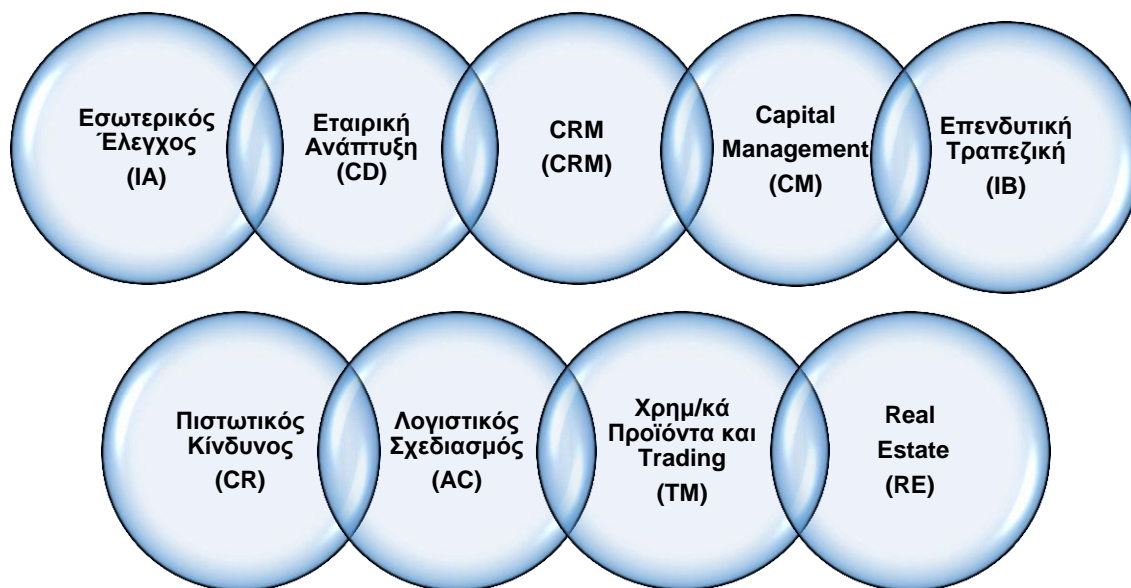 Εσωτερικός
Έλεγχος
(IA)
Εταιρική
Ανάπτυξη
(CD)
CRM
(CRM)
Capital
Management
(CM)
Επενδυτική
Τραπεζική
(IB)
Πιστωτικός
Κίνδυνος
(CR)
Λογιστικός
Σχεδιασμός
(AC)
Χρημ/κά
Προϊόντα και
Trading
(TM)
Real
Estate
(RE)